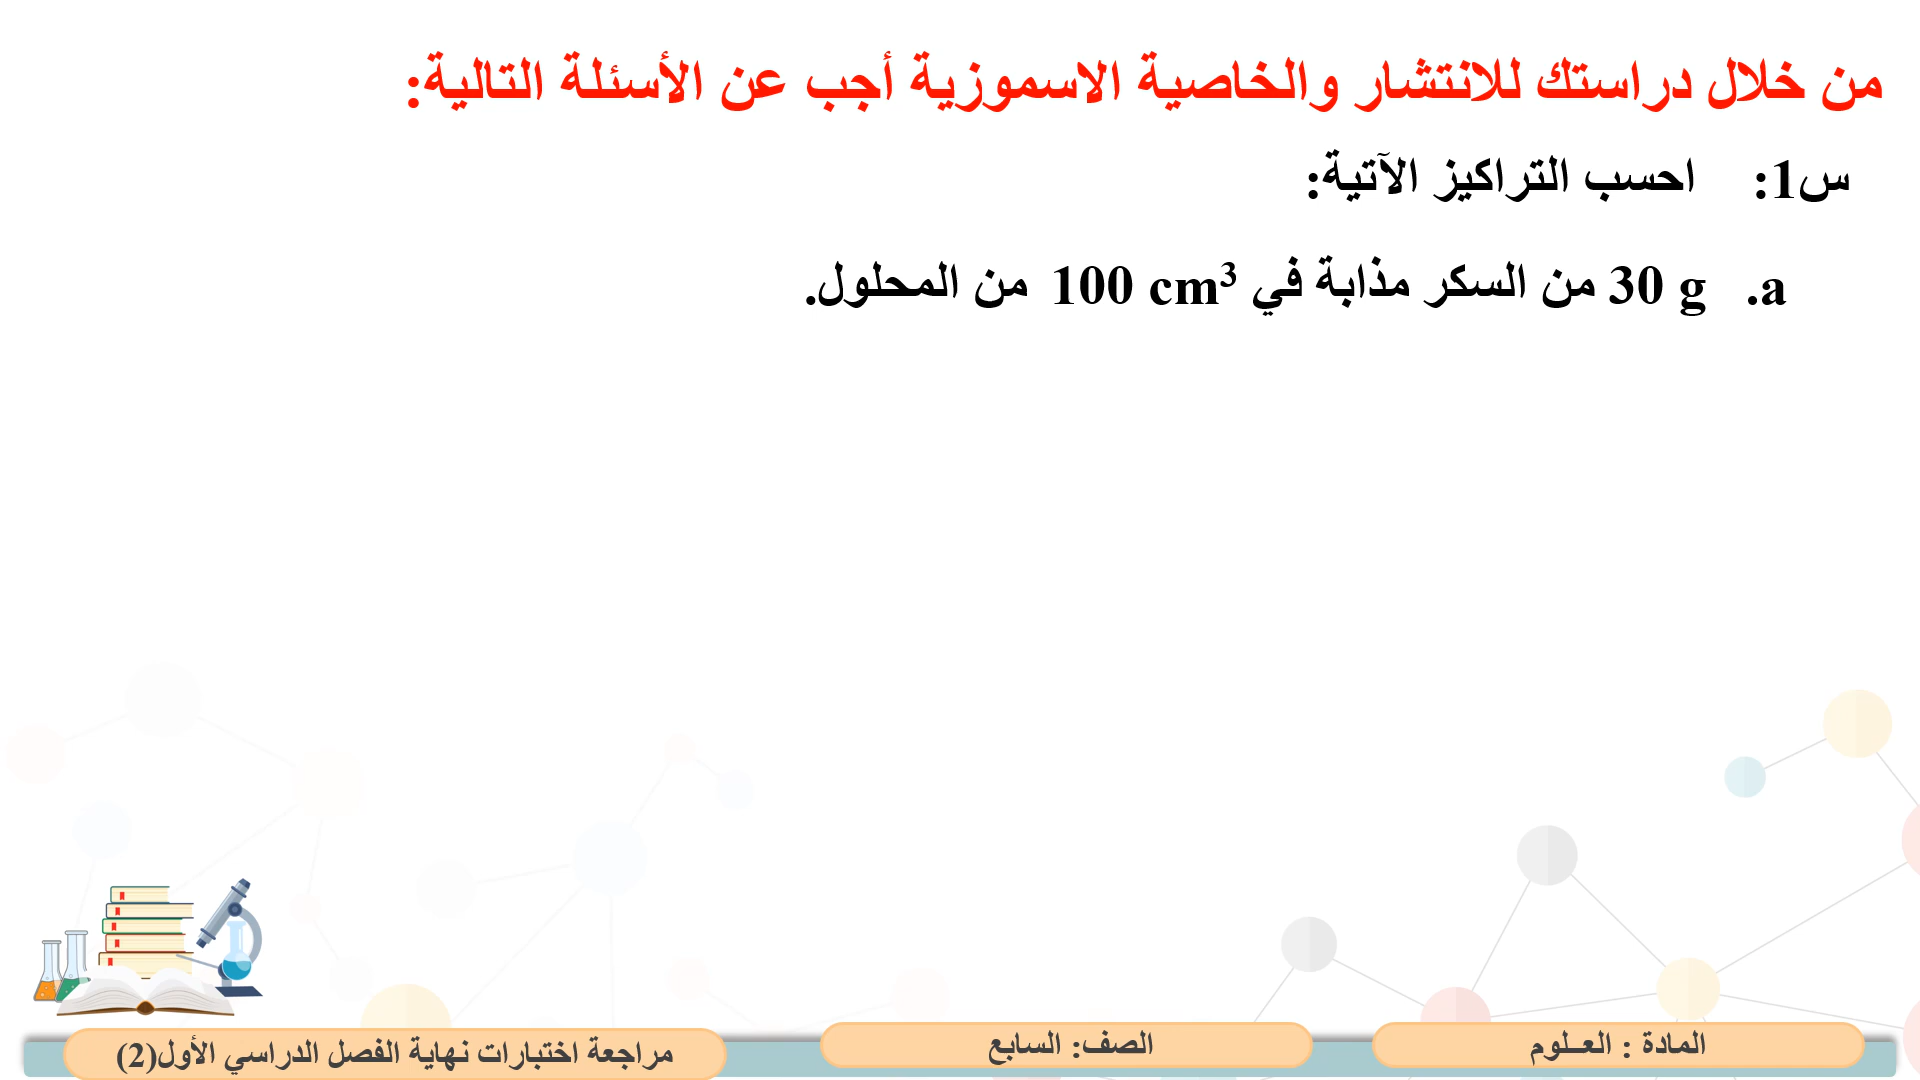 من خلال دراستك للانتشار والخاصية الاسموزية أجب عن الأسئلة التالية:
س1: احسب التراكيز الآتية:
a. 30 g من السكر مذابة في 100 cm³ من المحلول.
المادة : العــلوم
الصف: السابع
مراجعة اختبارات نهاية الفصل الدراسي الأول(2)